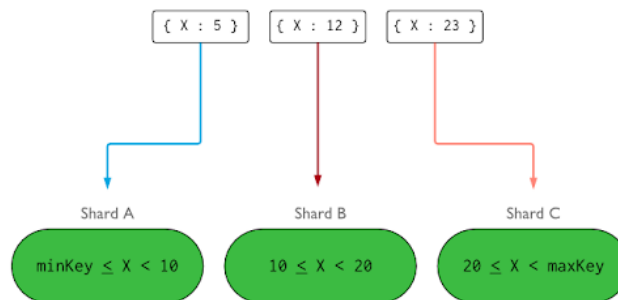 { X : 5 }
{ X : 12 }
{ X : 23 }
Shard A
Shard B
Shard C
minKey ≤ X < 10
10 ≤ X < 20
20 ≤ X < maxKey